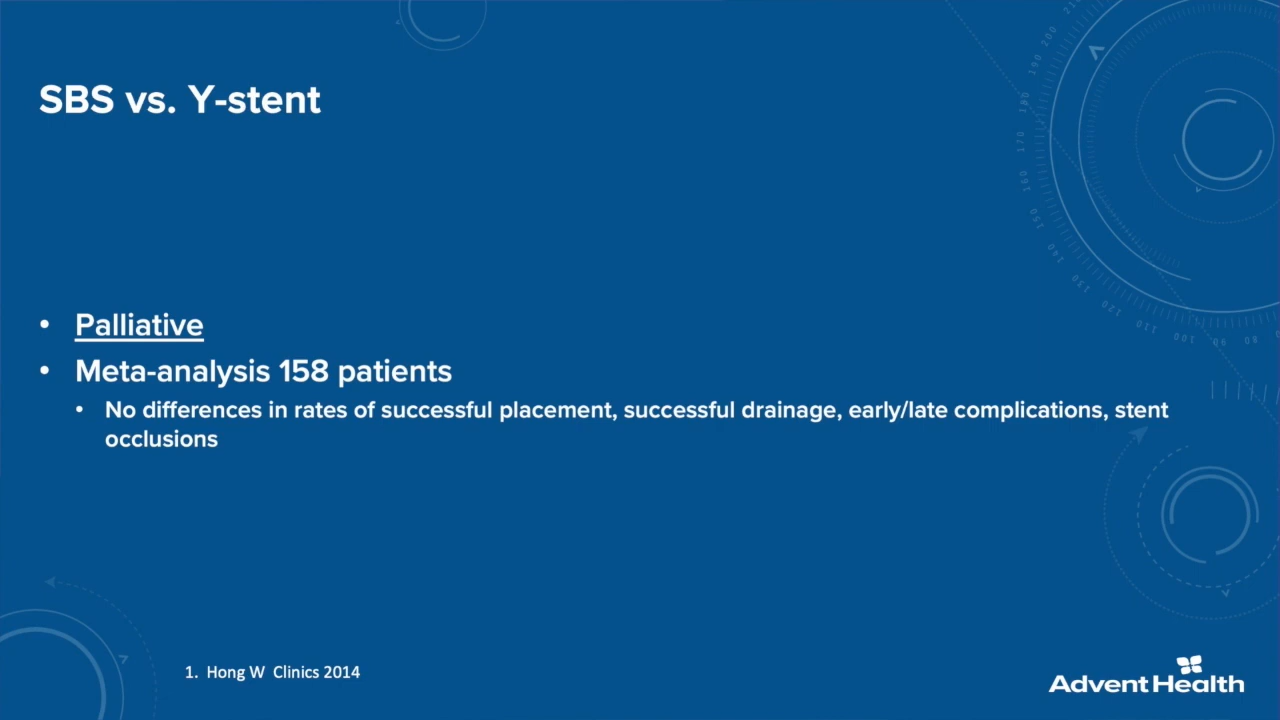 SBS vs. Y-stent
• Palliative
• Meta-analysis 158 patients
• No differences in rates of successful placement, successful drainage, early/late complications, stent
occlusions
1. Hong W Clinics 2014
AdventHealth